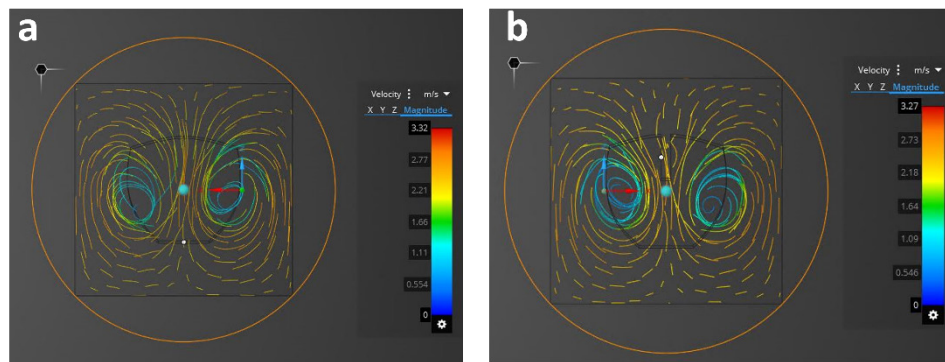 a
Velocity m/s
X Y Z Magnitude
3.32
2.77
2.21
1.66
1.11
0.554
0
b
Velocity m/s
X Y Z Magnitude
3.27
2.73
2.18
1.64
1.09
0.546
0